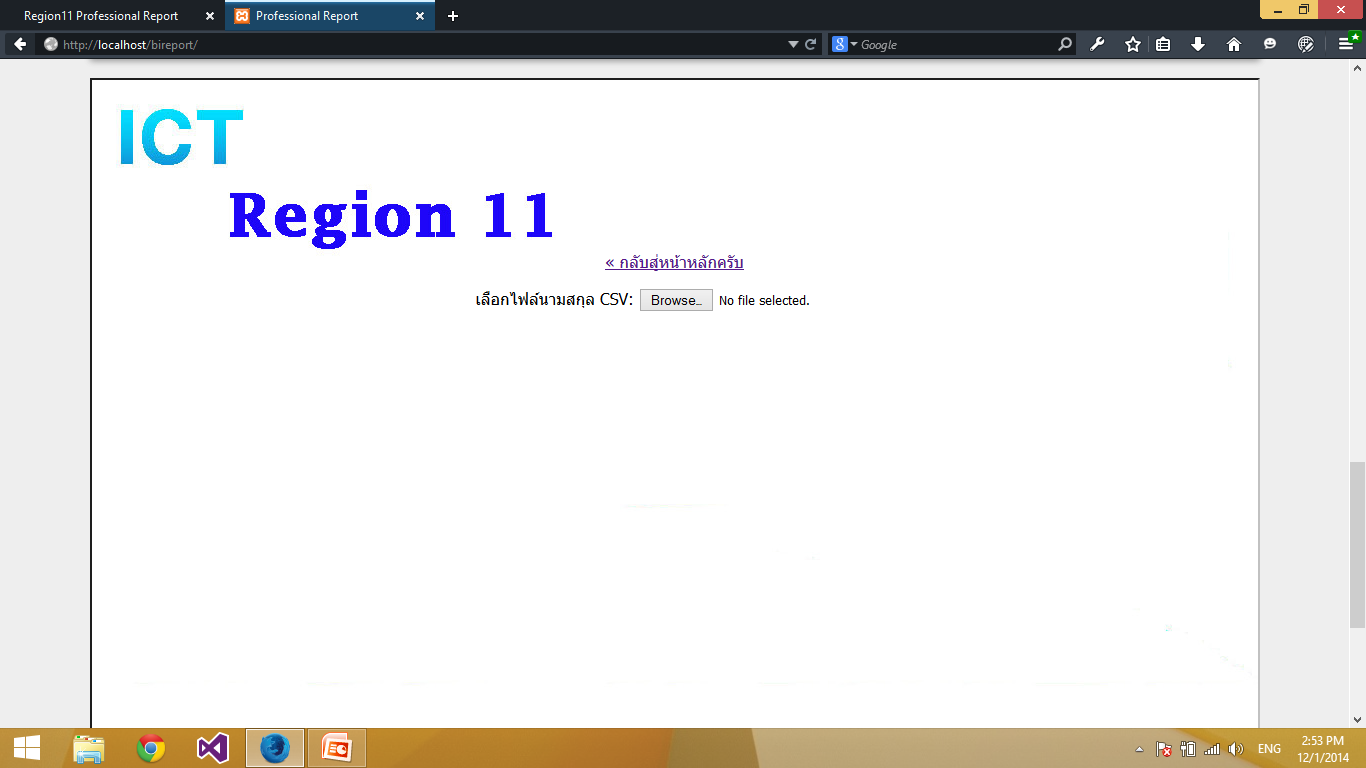 Region11 Professional Report
Professional Report
http://localhost/bireport/
Google
ICT
Region 11
« กลับสู่หน้าหลักครับ
เลือกไฟล์นามสกุล CSV: Browse_ No file selected.
ENG
2:53 PM
12/1/2014